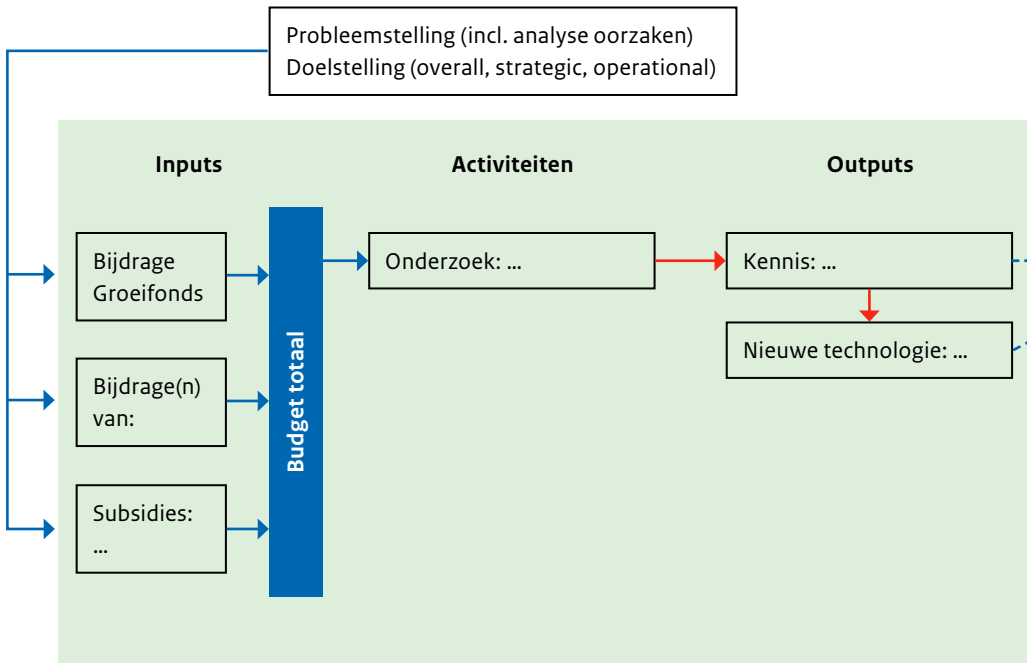 Probleemstelling (incl. analyse oorzaken)
Doelstelling (overall, strategic, operational)
Inputs
Activiteiten
Outputs
Bijdrage
Groeifonds
Bijdrage(n)
van:
Subsidies:
...
Budget totaal
Onderzoek: ...
Kennis: ...
Nieuwe technologie: ...